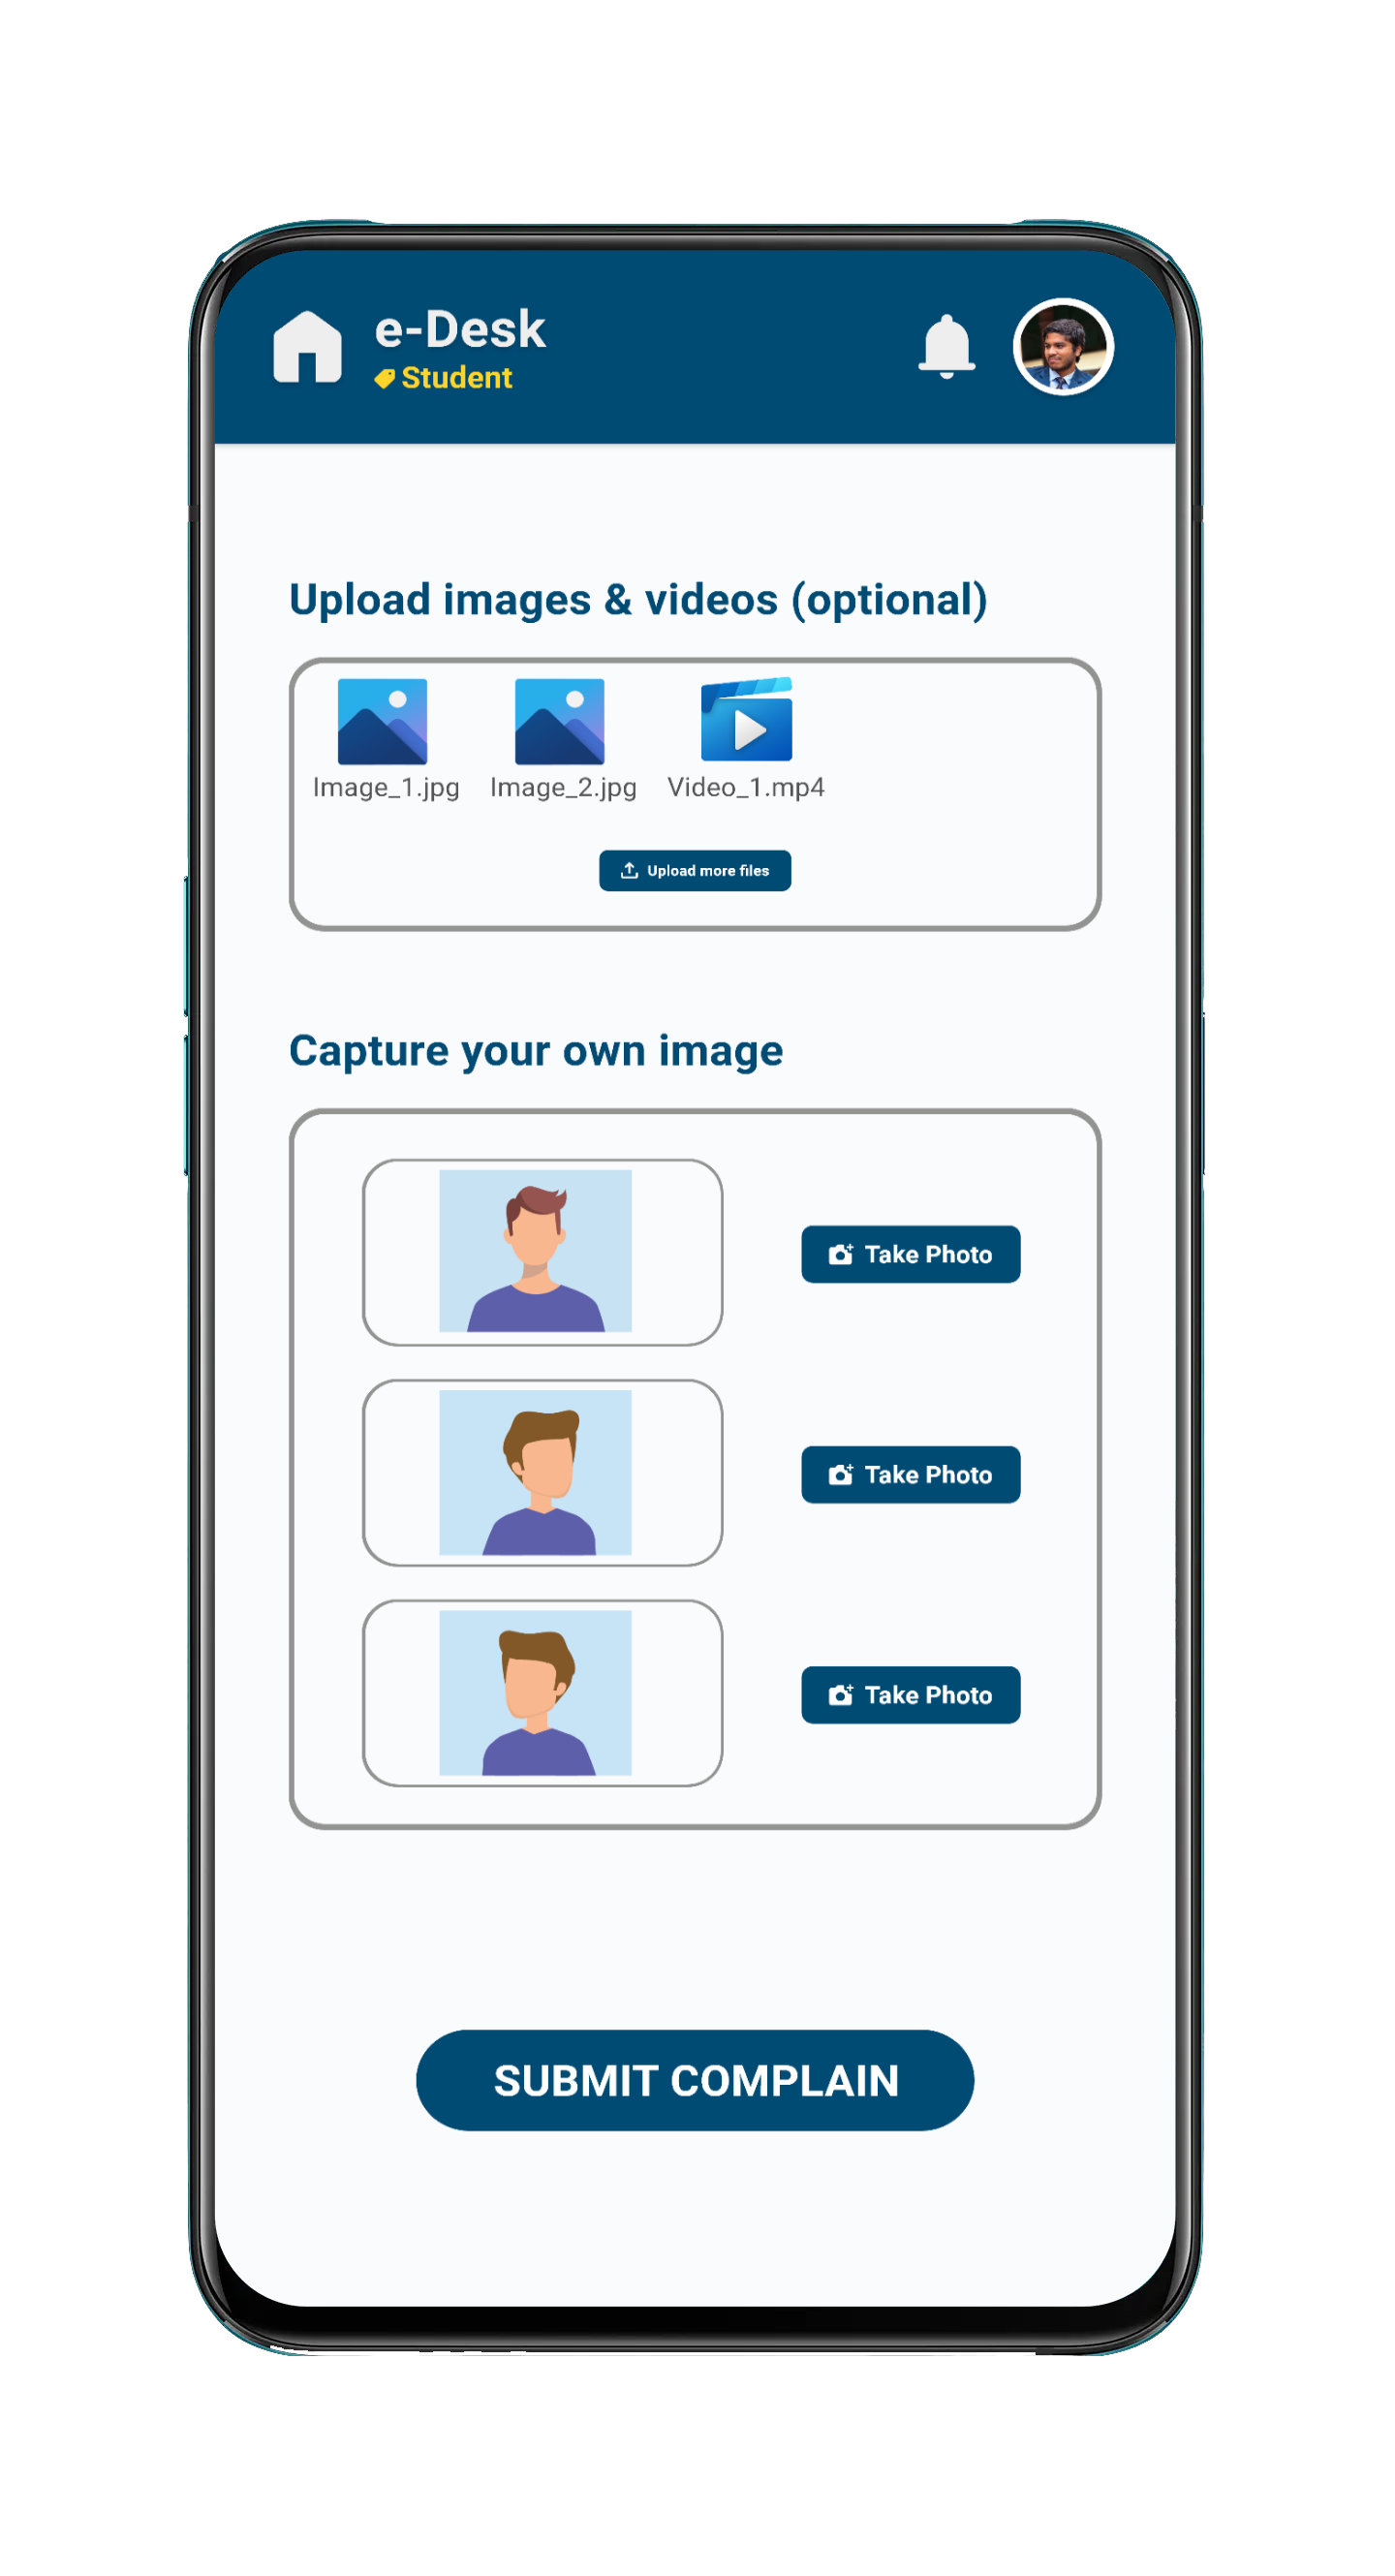 e-Desk
Student
Upload images & videos (optional)
Image_1.jpg Image_2.jpg Video_1.mp4
Upload more files
Capture your own image
Take Photo
Take Photo
Take Photo
SUBMIT COMPLAIN